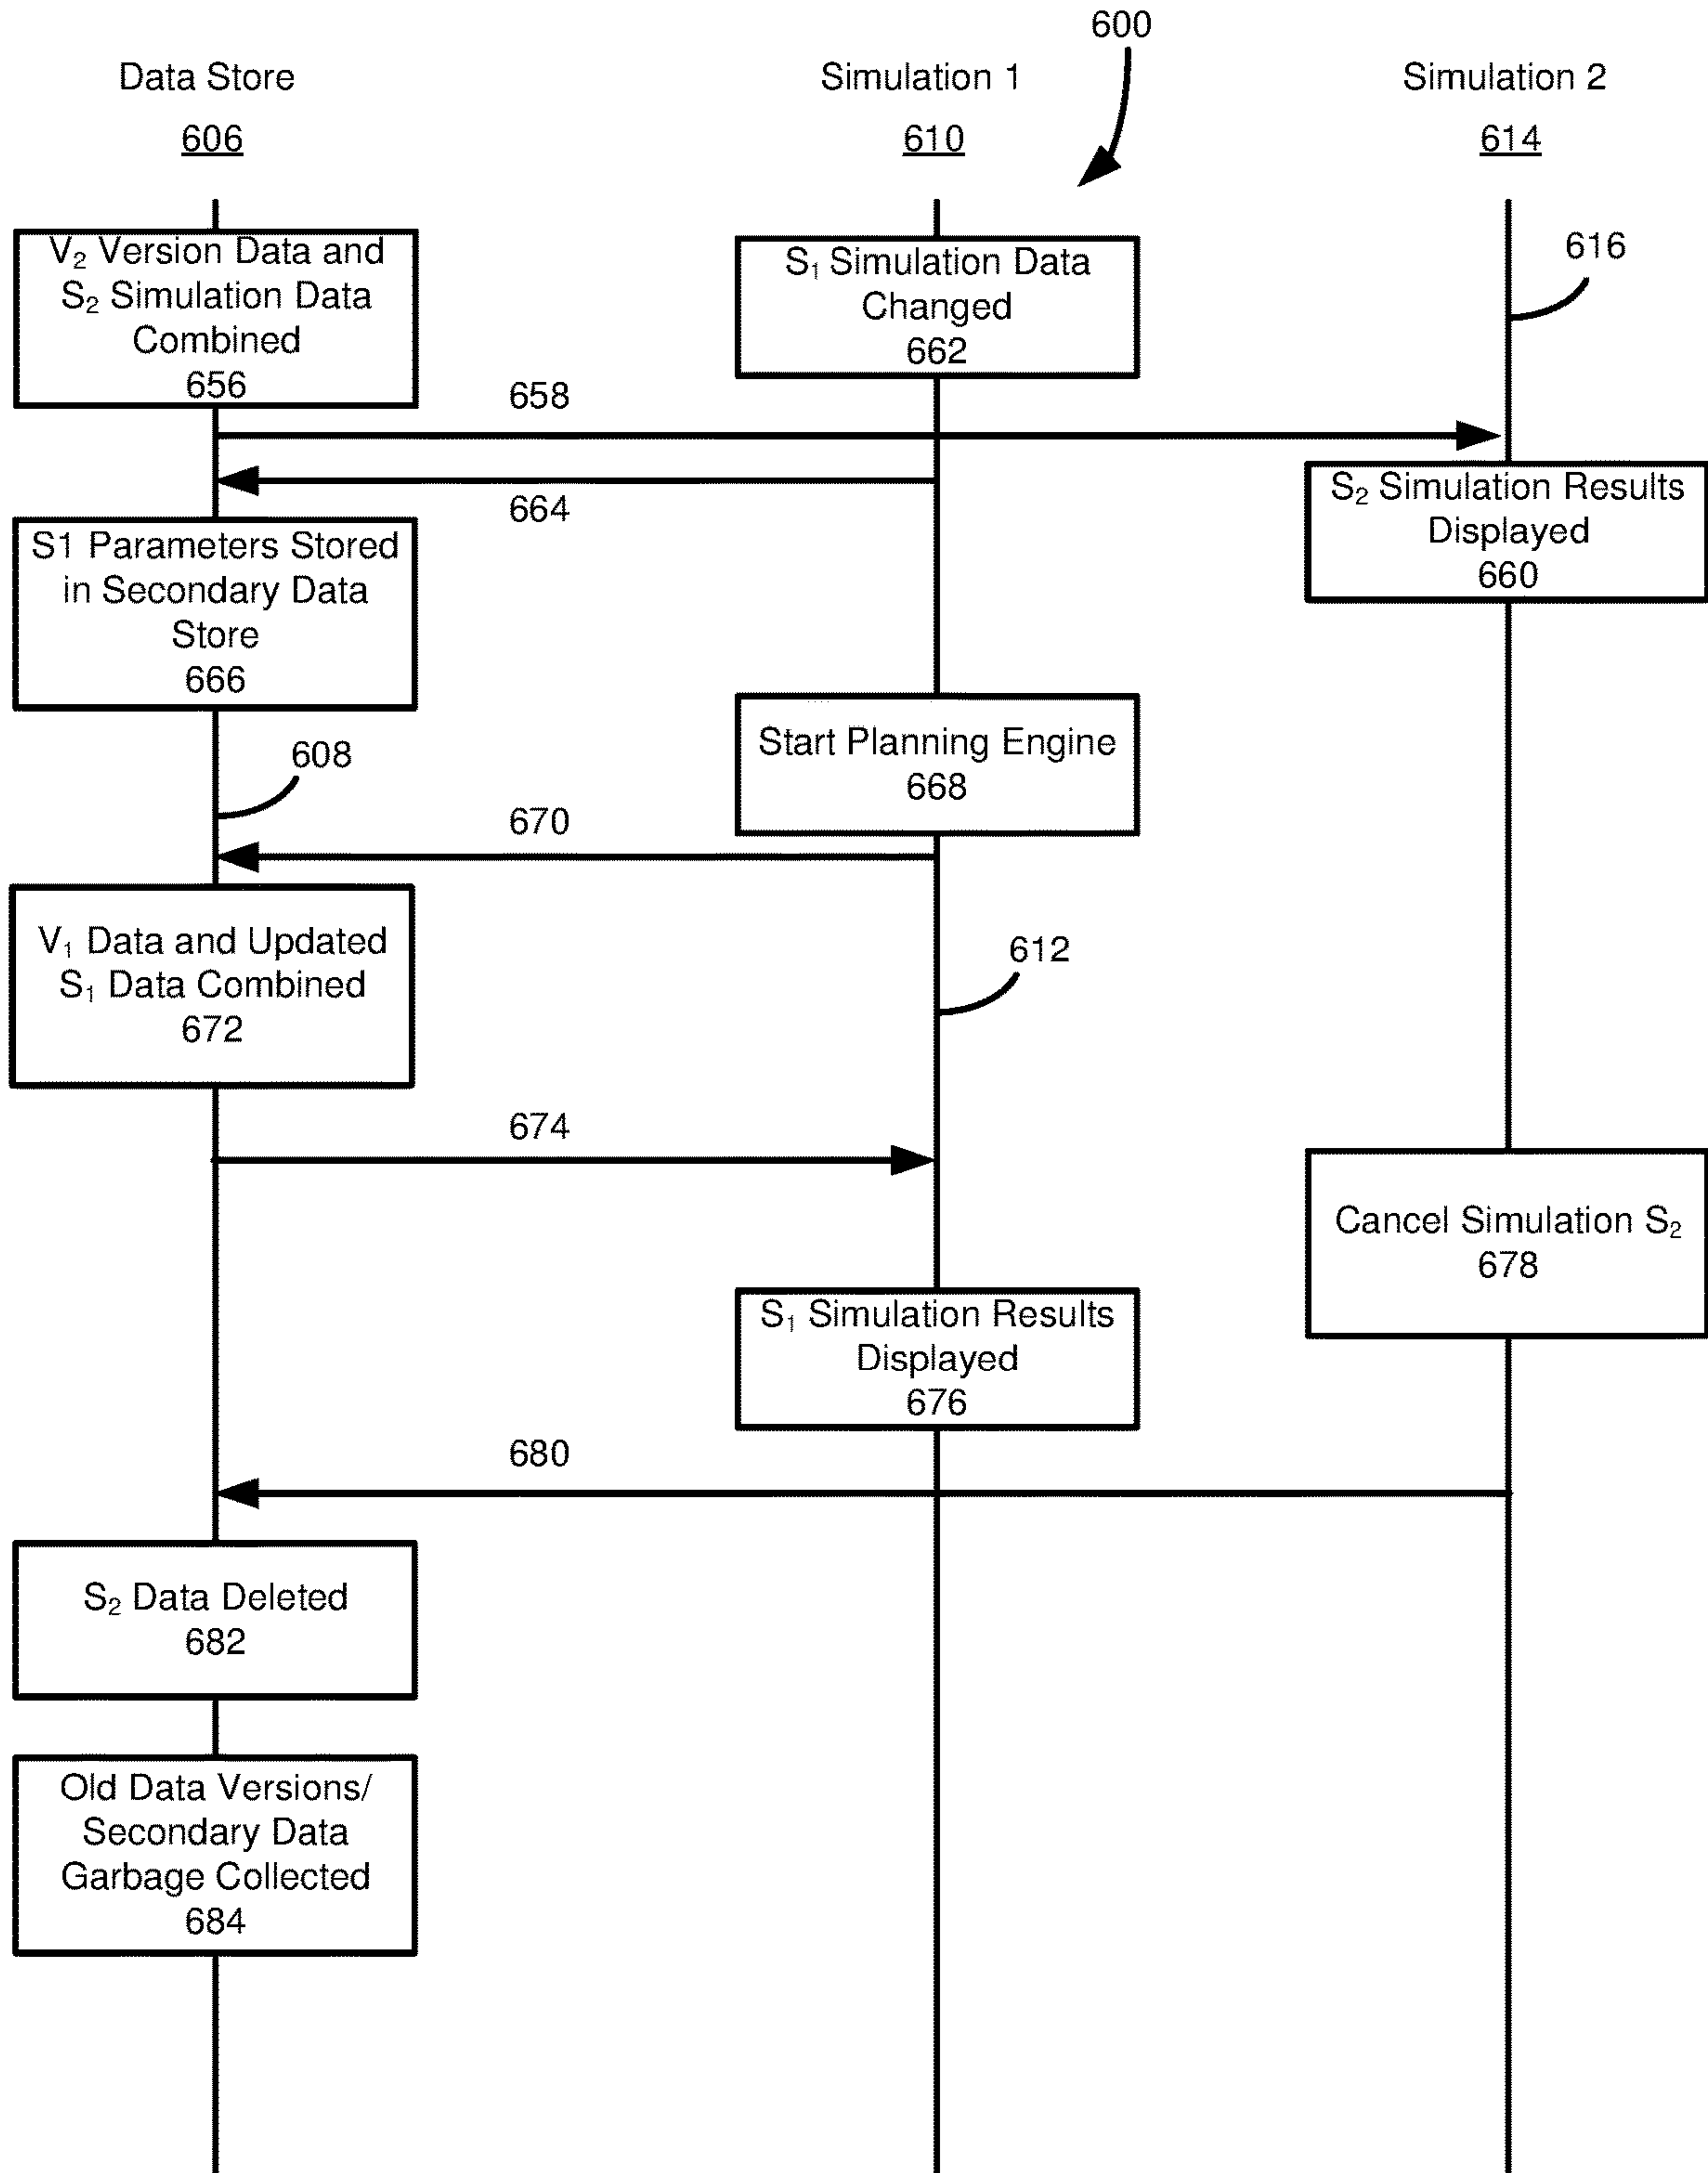 600
Data Store
Simulation 1
Simulation 2
606
610
614
V₂ Version Data and
S₂ Simulation Data
Combined
656
S₁ Simulation Data
Changed
662
616
658
664
S₂ Simulation Results
Displayed
660
S1 Parameters Stored
in Secondary Data
Store
666
Start Planning Engine
668
608
670
V₁ Data and Updated
S₁ Data Combined
672
612
674
Cancel Simulation S₂
678
S₁ Simulation Results
Displayed
676
680
S₂ Data Deleted
682
Old Data Versions/
Secondary Data
Garbage Collected
684